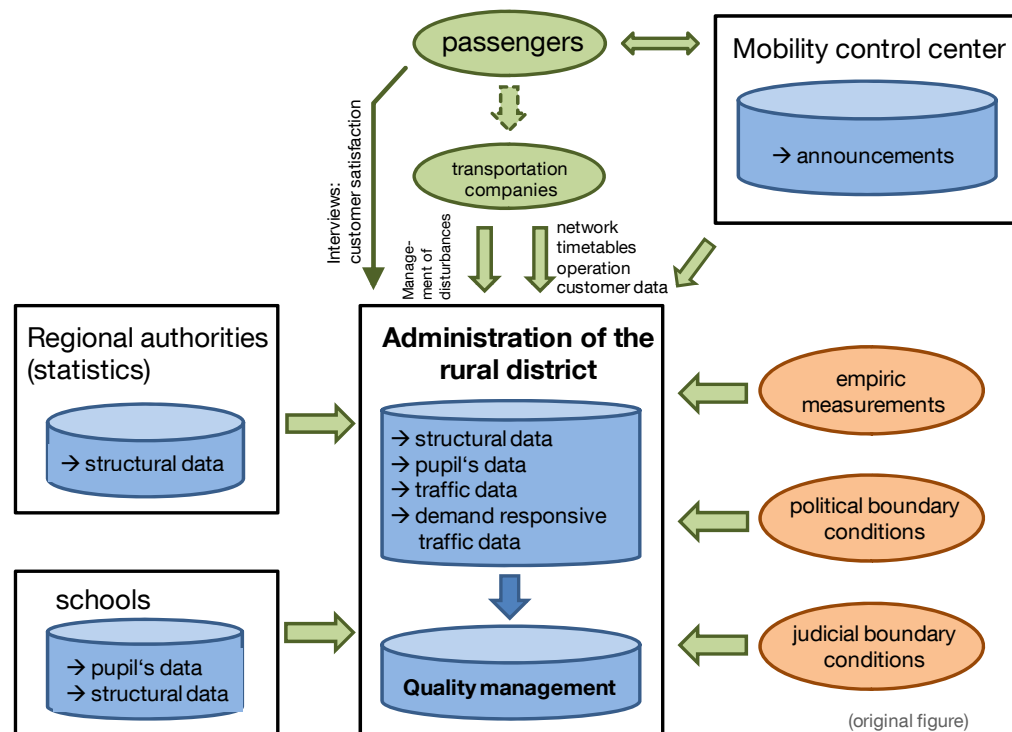 passengers
Mobility control center
→ announcements
transportation
companies
Interviews:
customer satisfaction
Manage-
ment of
disturbances
network
timetables
operation
customer data
Regional authorities
(statistics)
→ structural data
Administration of the
rural district
→ structural data
→ pupil‘s data
→ traffic data
→ demand responsive
traffic data
empiric
measurements
political boundary
conditions
schools
→ pupil‘s data
→ structural data
Quality management
judicial boundary
conditions
(original figure)